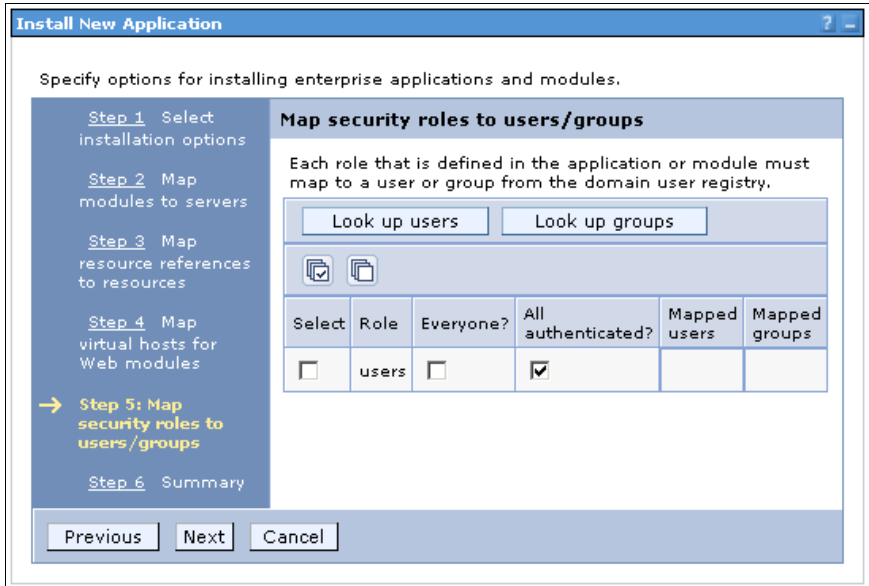 Install New Application
? –
Specify options for installing enterprise applications and modules.
Step 1 Select
installation options
Step 2 Map
modules to servers
Step 3 Map
resource references
to resources
Step 4 Map
virtual hosts for
Web modules
Step 5: Map
security roles to
users/groups
Step 6 Summary
Map security roles to users/groups
Each role that is defined in the application or module must
map to a user or group from the domain user registry.
Look up users Look up groups
Select Role Everyone? All authenticated? Mapped users Mapped groups
users
Previous Next Cancel